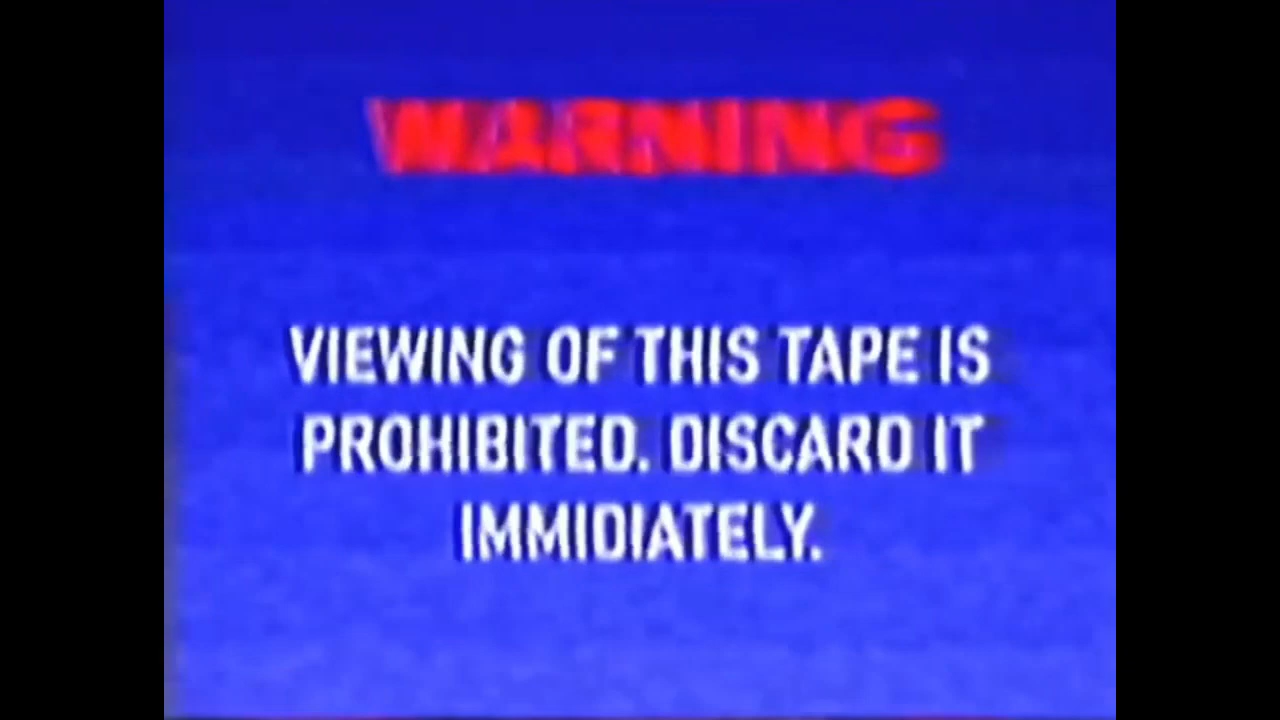 WARNING
VIEWING OF THIS TAPE IS
PROHIBITED. DISCARD IT
IMMIDIATELY.